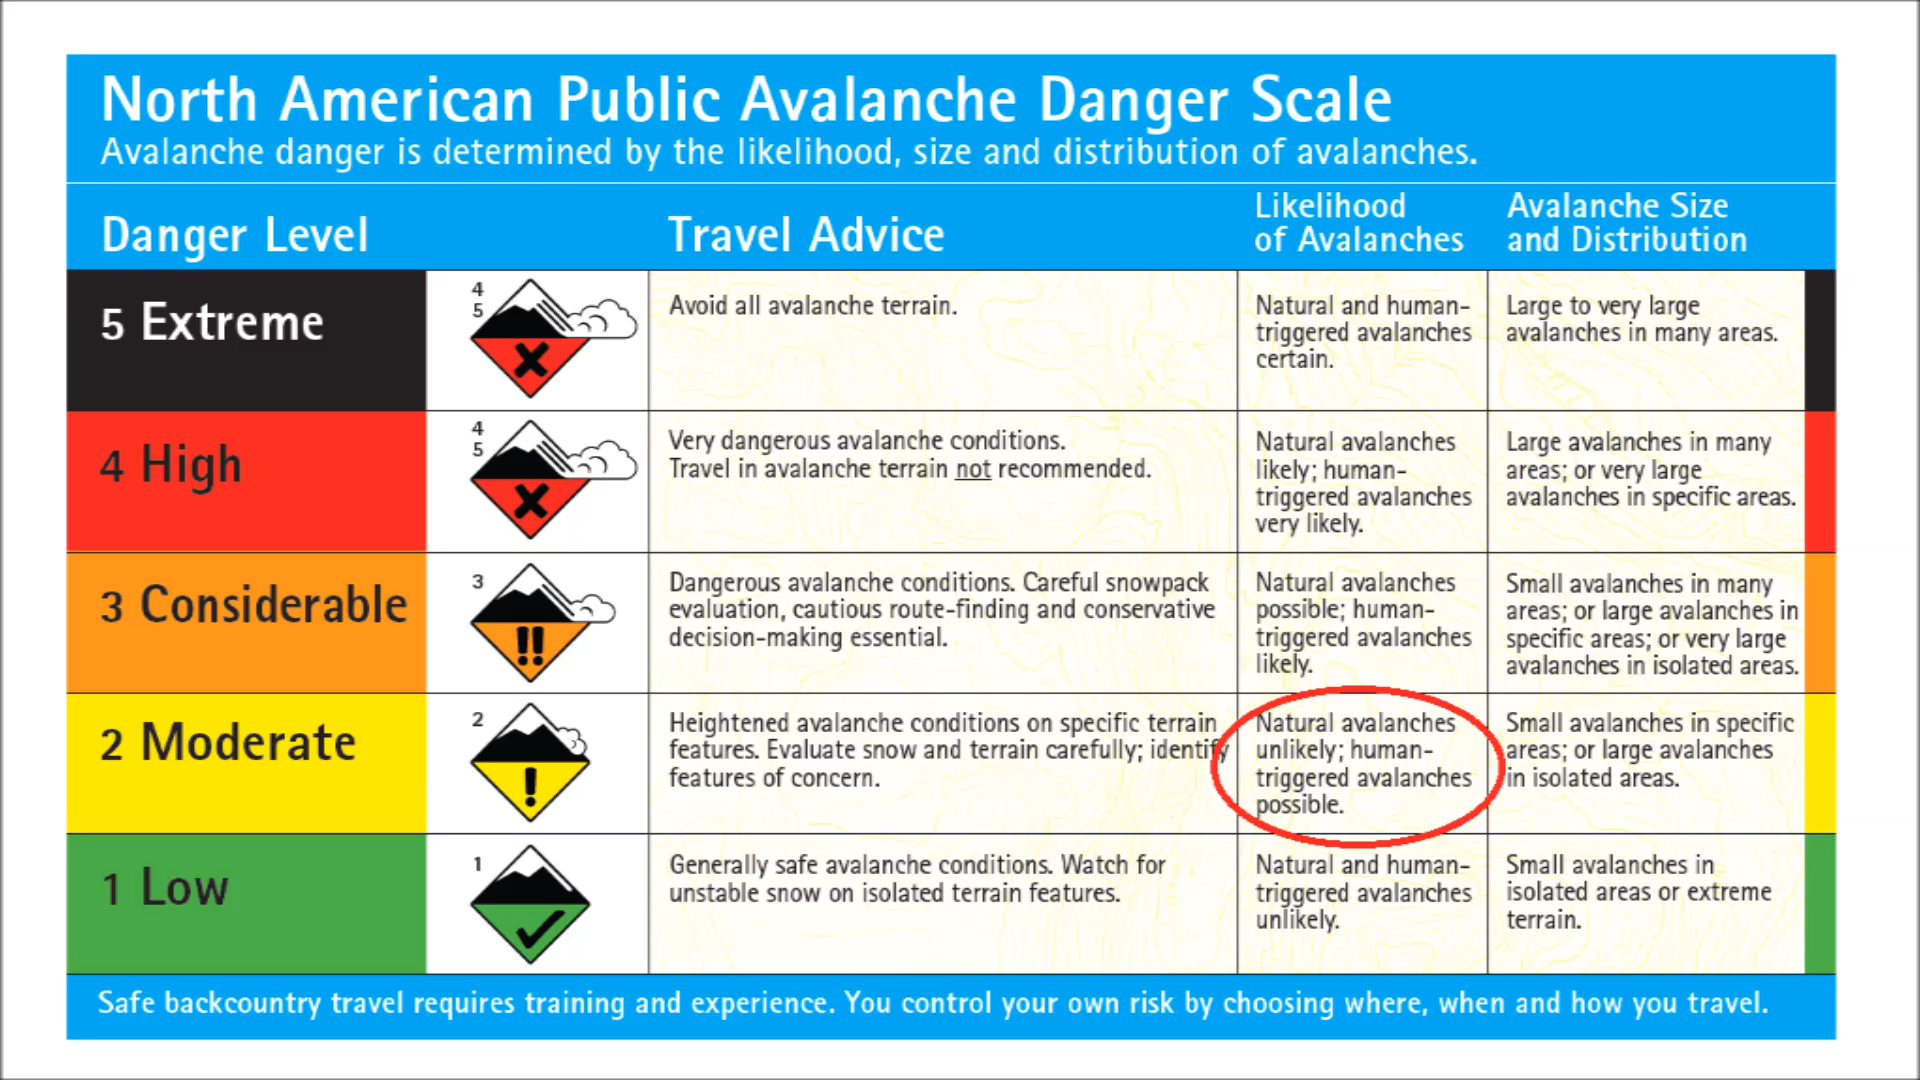 North American Public Avalanche Danger Scale
Avalanche danger is determined by the likelihood, size and distribution of avalanches.
Danger Level
Travel Advice
Likelihood
of Avalanches
Avalanche Size
and Distribution
5 Extreme
4
5
Avoid all avalanche terrain.
Natural and human-
triggered avalanches
certain.
Large to very large
avalanches in many areas.
4 High
4
5
Very dangerous avalanche conditions.
Travel in avalanche terrain not recommended.
Natural avalanches
likely; human-
triggered avalanches
very likely.
Large avalanches in many
areas; or very large
avalanches in specific areas.
3 Considerable
3
!!
Dangerous avalanche conditions. Careful snowpack
evaluation, cautious route-finding and conservative
decision-making essential.
Natural avalanches
possible; human-
triggered avalanches
likely.
Small avalanches in many
areas; or large avalanches in
specific areas; or very large
avalanches in isolated areas.
2 Moderate
2
!
Heightened avalanche conditions on specific terrain
features. Evaluate snow and terrain carefully; identify
features of concern.
Natural avalanches
unlikely; human-
triggered avalanches
possible.
Small avalanches in specific
areas; or large avalanches
in isolated areas.
1 Low
1
Generally safe avalanche conditions. Watch for
unstable snow on isolated terrain features.
Natural and human-
triggered avalanches
unlikely.
Small avalanches in
isolated areas or extreme
terrain.
Safe backcountry travel requires training and experience. You control your own risk by choosing where, when and how you travel.